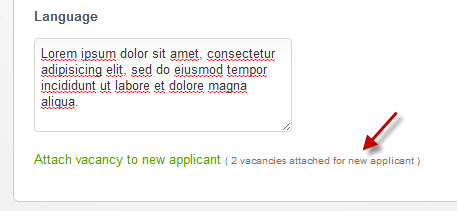 Language
Lorem ipsum dolor sit amet, consectetur
adipisicing elit, sed do eiusmod tempor
incididunt ut labore et dolore magna
aliqua.
Attach vacancy to new applicant ( 2 vacancies attached for new applicant )